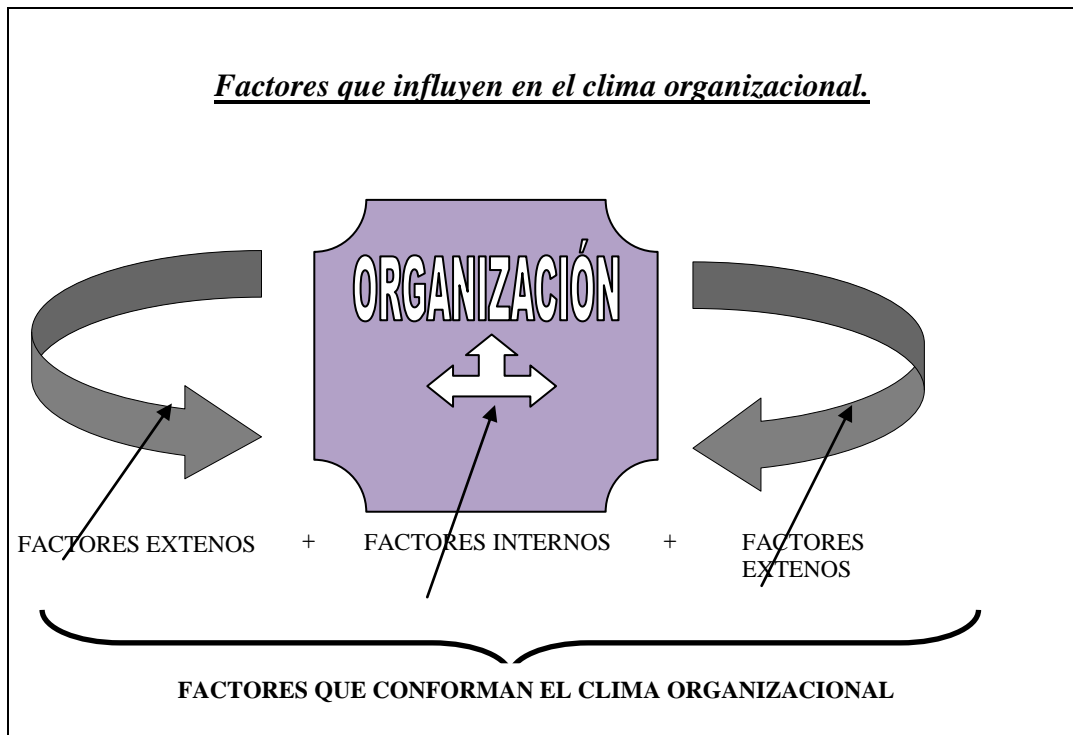 Factores que influyen en el clima organizacional.
ORGANIZACIÓN
FACTORES EXTENOS + FACTORES INTERNOS + FACTORES
EXTENOS
FACTORES QUE CONFORMAN EL CLIMA ORGANIZACIONAL